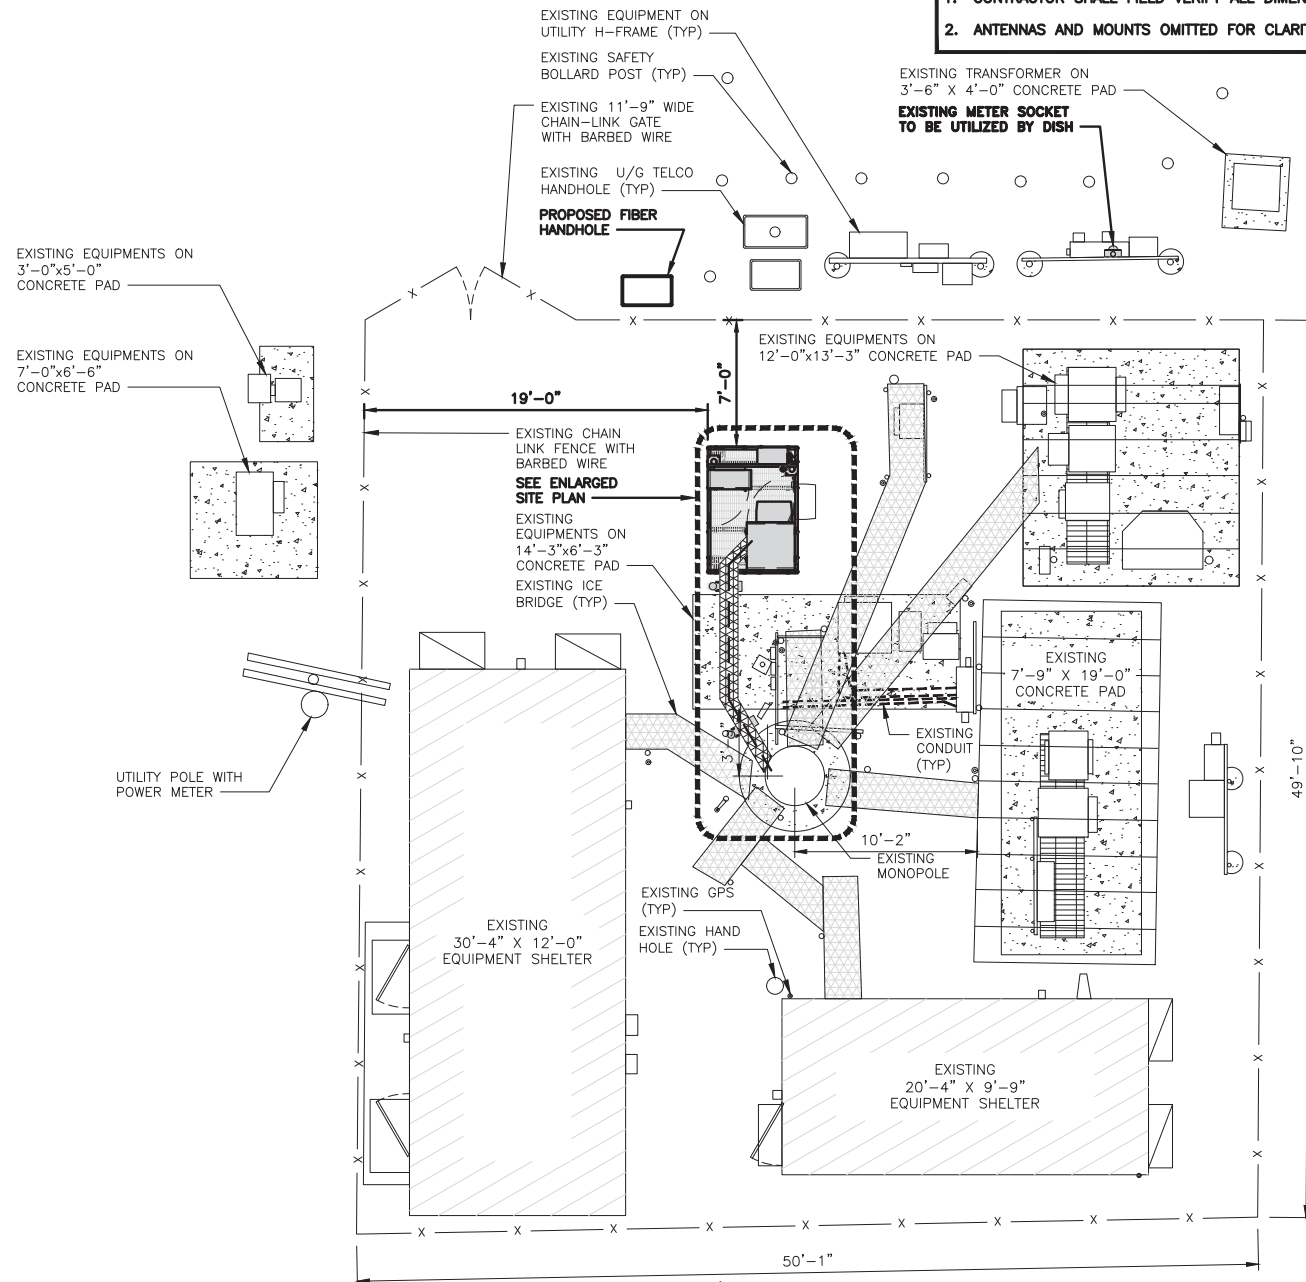 1. CONTRACTOR SHALL FIELD VERIFY ALL
2. ANTENNAS AND MOUNTS OMITTED FOR
EXISTING EQUIPMENT ON
UTILITY H-FRAME (TYP)
EXISTING SAFETY
BOLLARD POST (TYP)
EXISTING 11'-9" WIDE
CHAIN-LINK GATE
WITH BARBED WIRE
EXISTING U/G TELCO
HANDHOLE (TYP)
PROPOSED FIBER
HANDHOLE
EXISTING TRANSFORMER ON
3'-6" X 4'-0" CONCRETE PAD
EXISTING METER SOCKET
TO BE UTILIZED BY DISH
EXISTING EQUIPMENTS ON
3'-0"x5'-0"
CONCRETE PAD
EXISTING EQUIPMENTS ON
7'-0"x6'-6"
CONCRETE PAD
EXISTING EQUIPMENTS ON
12'-0"x13'-3" CONCRETE PAD
7'-0"
19'-0"
EXISTING CHAIN
LINK FENCE WITH
BARBED WIRE
SEE ENLARGED
SITE PLAN
EXISTING
EQUIPMENTS ON
14'-3"x6'-3"
CONCRETE PAD
EXISTING ICE
BRIDGE (TYP)
EXISTING
7'-9" X 19'-0"
CONCRETE PAD
EXISTING
CONDUIT
(TYP)
UTILITY POLE WITH
POWER METER
49'-10"
10'-2"
EXISTING
MONOPOLE
EXISTING GPS
(TYP)
EXISTING HAND
HOLE (TYP)
EXISTING
30'-4" X 12'-0"
EQUIPMENT SHELTER
EXISTING
20'-4" X 9'-9"
EQUIPMENT SHELTER
50'-1"